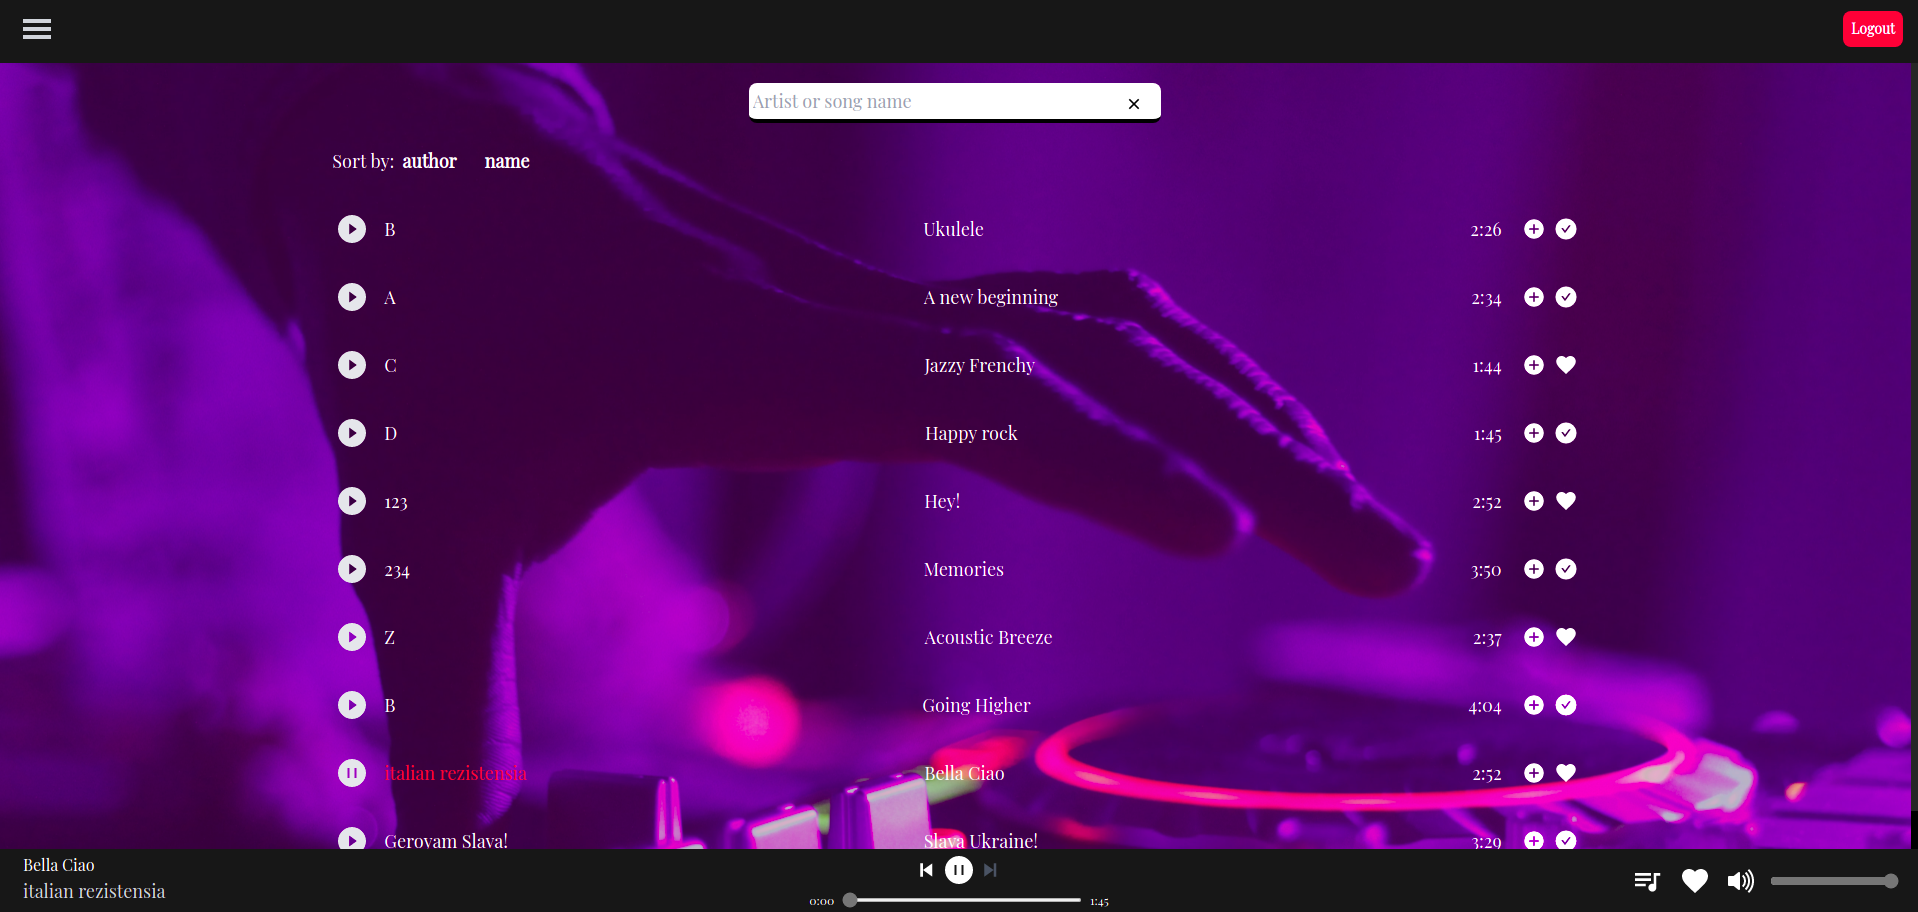 Logout
Artist or song name
Sort by: author name
B Ukulele 2:26
A A new beginning 2:34
C Jazzy Frenchy 1:44
D Happy rock 1:45
123 Hey! 2:52
234 Memories 3:50
Z Acoustic Breeze 2:37
B Going Higher 4:04
italian rezistensia Bella Ciao 2:52
Geroyam Slava! Slava Ukraine! 3:29
Bella Ciao
italian rezistensia
0:00 1:45